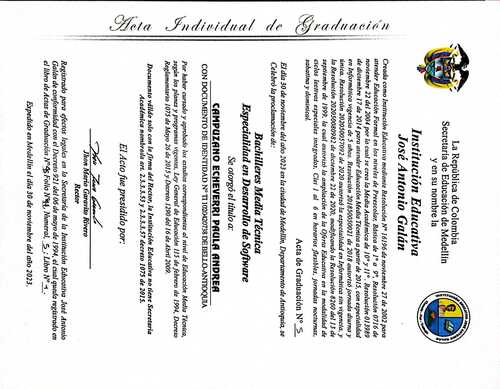 La República de Colombia
Secretaría de Educación de Medellín
y en su nombre la
Institución Educativa
José Antonio Galán
Creada como Institución Educativa mediante Resolución N° 16196 de noviembre 27 de 2002 para
atender Educación Formal en los niveles de Preescolar, Básica de 1° a 9°, Resolución 0716 de
noviembre 22 del 2004 por la cual se crea la Media Académica de 10° y 11°. Resolución 013989
de diciembre 17 de 2014 para atender Educación Media Técnica a partir de 2015, con especialidad
en Informática vigencia de 5 años. Resolución 201850050021 de 2018 autorizó jornada diurna y
única. Resolución 202050057092 de 2020 autorizó la especialidad en Informática sin vigencia. y
la Resolución 202050080982 de diciembre 22 de 2020, modificando la Resolución 8260 del 13 de
septiembre de 1999. la cual autorizó la ampliación de la Oferta Educativa en la modalidad de
ciclos lectivos especiales integrados, Clei 1 al 6 en horarios flexibles, jornadas nocturnas,
sabatina y dominical.
Acta de Graduación N° 5
El día 30 de noviembre del año 2023 en la ciudad de Medellín, Departamento de Antioquia, se
Celebró la proclamación de:
Bachilleres Media Técnica
Especialidad en Desarrollo de Software
Se otorgó el título a:
CAMPUZANO ECHEVERRI PAULA ANDREA
CON DOCUMENTO DE IDENTIDAD N° TI 1020420738 DE BELLO-ANTIOQUIA
Por haber cursado y aprobado los estudios correspondientes al nivel de Educación Media Técnica,
según los planes y programas vigentes, Ley General de Educación 115 de febrero de 1994, Decreto
Reglamentario 1075 de Mayo 26 de 2015 y Decreto 1290 del 16 de Abril de 2009.
Documento válido solo con la firma del Rector, la Institución Educativa no tiene Secretaria
Académica nombrada art. 2.3.3.3.53 y 2.3.3.3.57 decreto 1075 de 2015.
El Acto fue presidido por:
Jhon Mario Garavito Rivero
Rector
Registrado para efectos legales en la Secretaría de la Institución Educativa José Antonio
Galán de conformidad con el Decreto 921 del 06 de mayo de 1994, el cual queda registrado en
el libro de Actas de Graduación N° Folio N° , Numeral, 5; Libro N° 1.
Expedido en Medellín el día 30 de noviembre del año 2023.
Acta Individual de Graduación